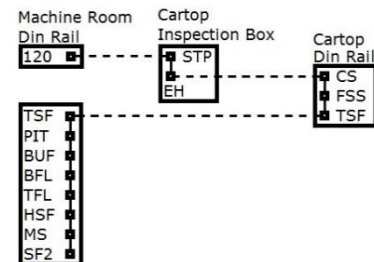 Machine Room
Din Rail
120
Cartop
Inspection Box
STP
EH
Cartop
Din Rail
CS
FSS
TSF
TSF
PIT
BUF
BFL
TFL
HSF
MS
SF2